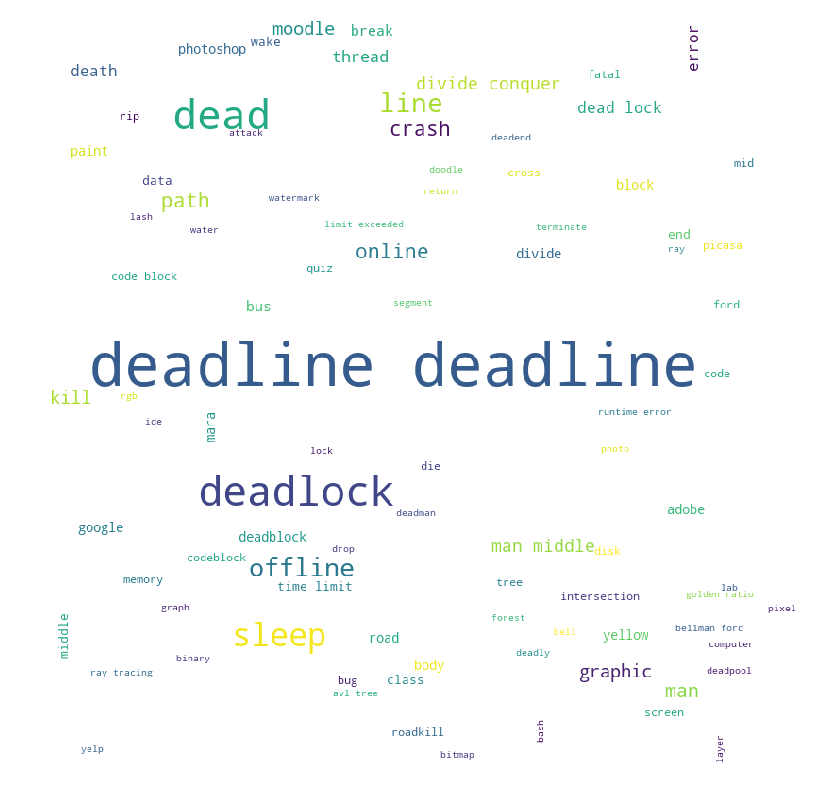 moodle
break
error
photoshop
wake
thread
death
fatal
divide conquer
line
dead
dead lock
rip
crash
attack
deadend
paint
mid
doodle
cross
data
block
return
path
watermark
lash
limit exceeded
terminate
water
end
online
divide
ray
picasa
quiz
code block
bus
segment
ford
deadline deadline
code
kill
rgb
runtime error
ide
mara
lock
photo
die
deadlock
deadman
adobe
google
deadblock
man middle
drop
disk
codeblock
offline
memory
time limit
tree
lab
intersection
golden ratio
graph
pixel
forest
middle
sleep
road
tell
yellow
bellman ford
computer
deadly
binary
body
ray tracing
bug
class
graphic
deadpool
avl tree
man
screen
roadkill
bash
yelp
bitmap
layer